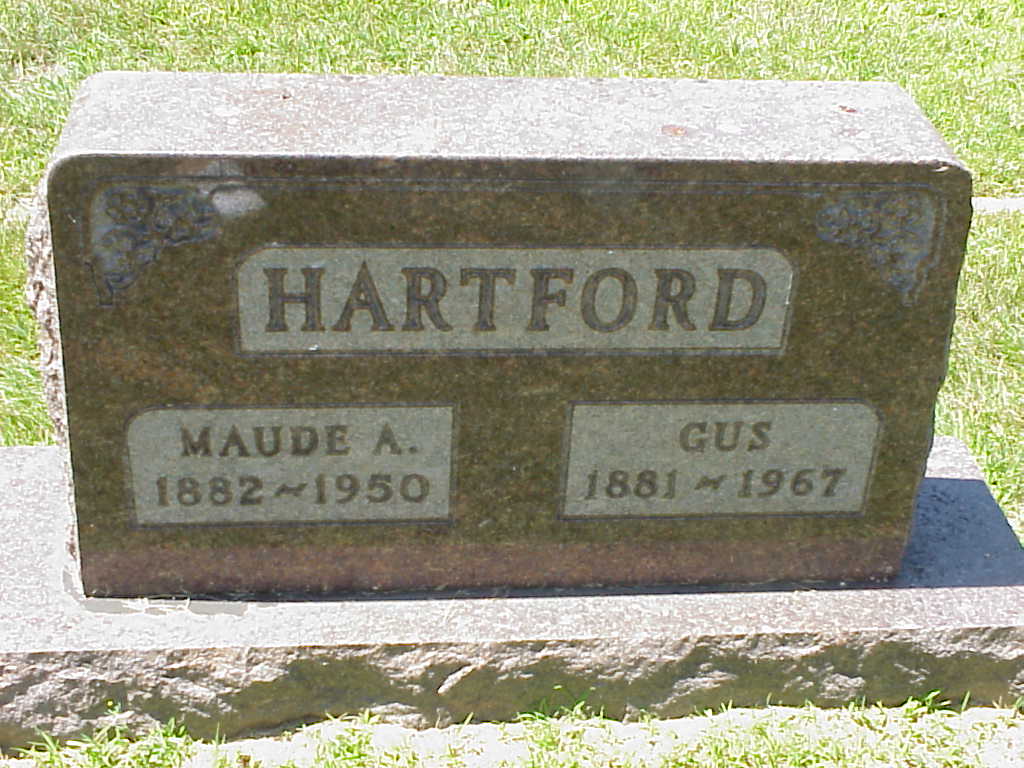 HARTFORD
MAUDE A.
1882 ~ 1950
GUS
1881 ~ 1967